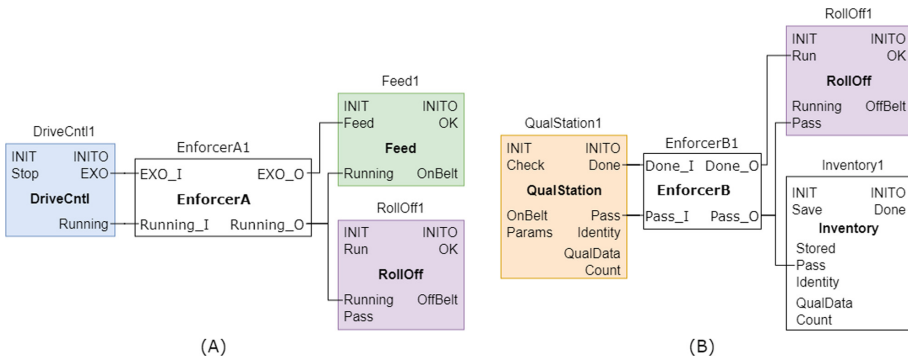 DriveCntl1
INIT INITO
Stop EXO
DriveCntl
Running
EnforcerA1
EXO_I EXO_O
EnforcerA
Running_I Running_O
Feed1
INIT INITO
Feed OK
Feed
Running OnBelt
RollOff1
INIT INITO
Run OK
RollOff
Running OffBelt
Pass
(A)
QualStation1
INIT INITO
Check Done
QualStation
OnBelt Pass
Params Identity
QualData
Count
EnforcerB1
Done_I Done_O
EnforcerB
Pass_I Pass_O
RollOff1
INIT INITO
Run OK
RollOff
Running OffBelt
Pass
Inventory1
INIT INITO
Save Done
Inventory
Stored
Pass
Identity
QualData
Count
(B)